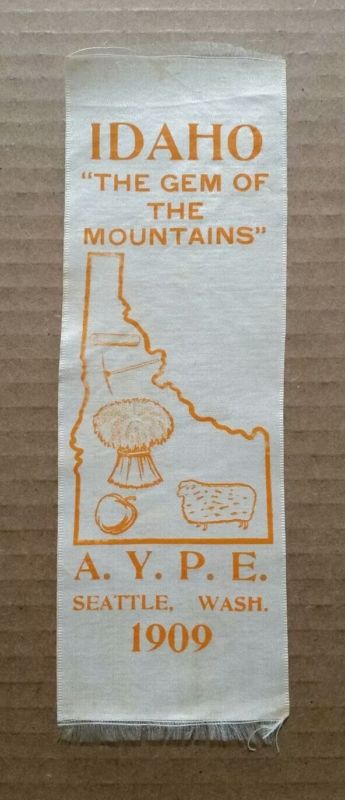 IDAHO
"THE GEM OF
THE
MOUNTAINS"
A. Y. P. E.
SEATTLE, WASH.
1909